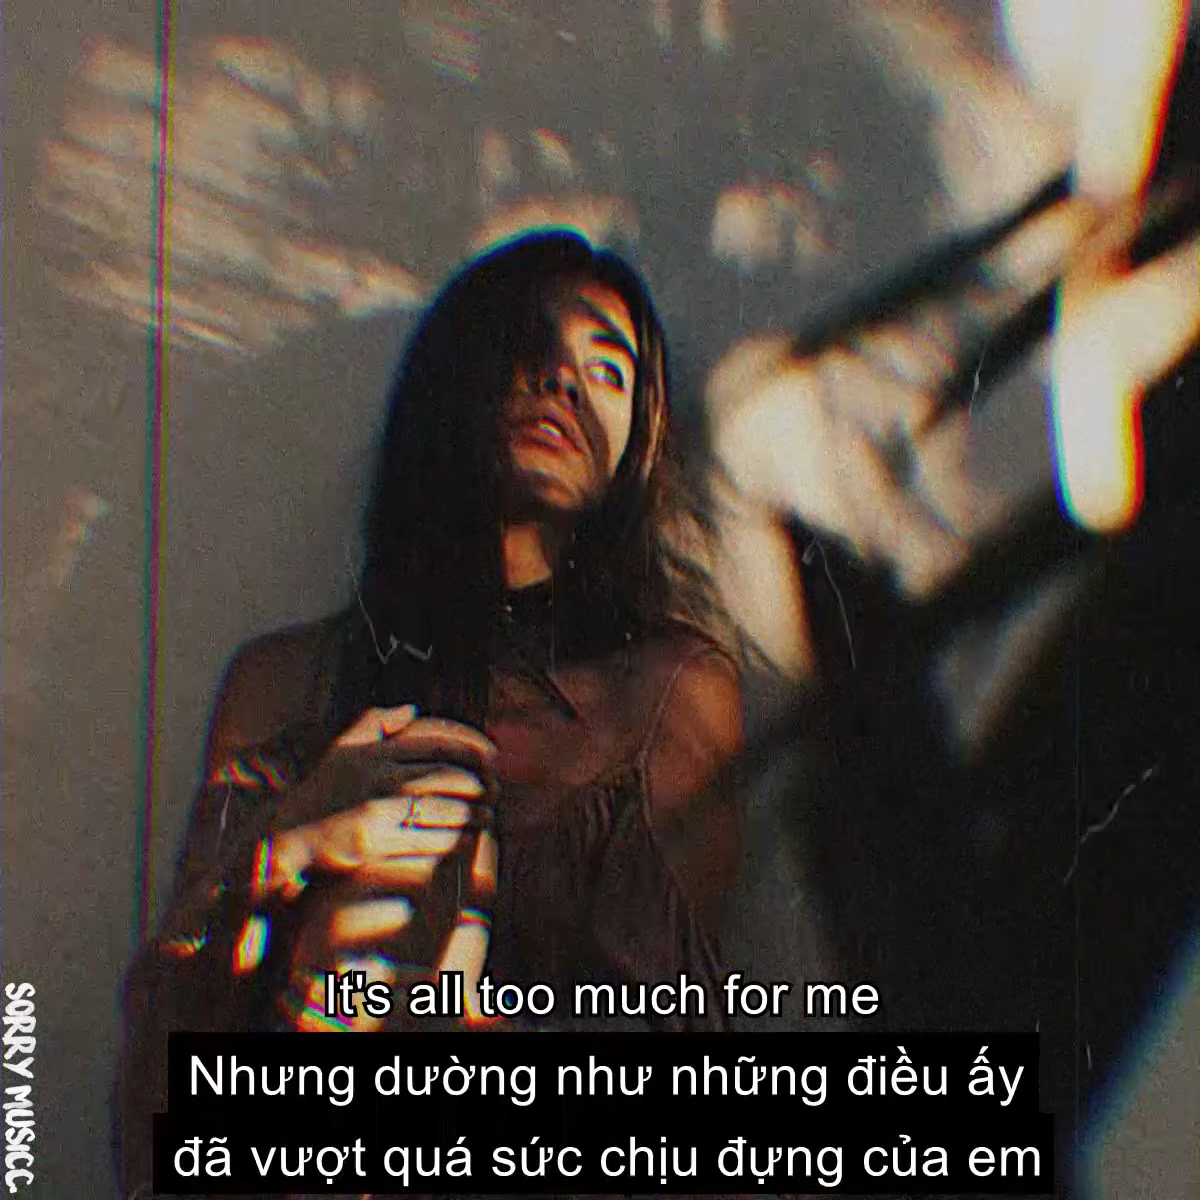 It's all too much for me
Nhưng dường như những điều ấy
đã vượt quá sức chịu đựng của em
SORRY MUSICC.